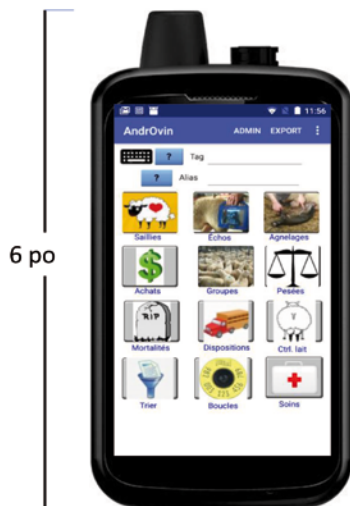 11:56
AndrOvin ADMIN EXPORT
? Tag
? Alias
6 po
Saillies Échos Agnelages
Achats Groupes Pesées
RIP
Mortalités Dispositions Ctrl. lait
Trier Boucles Soins